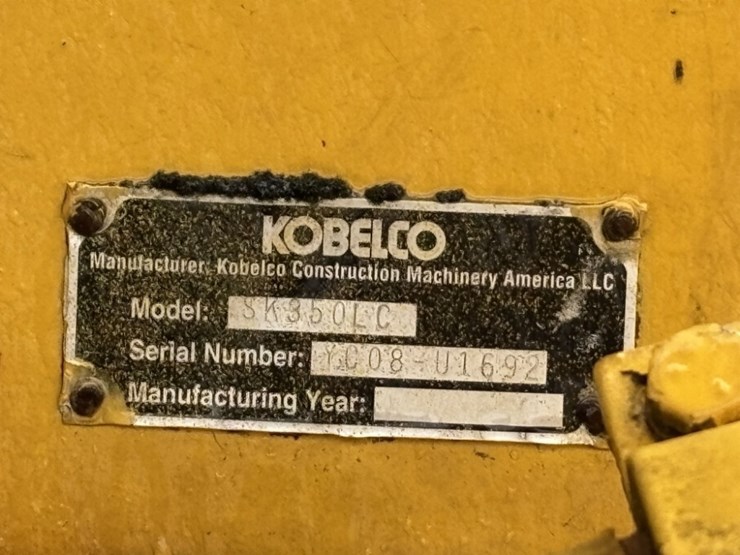 KOBELCO
Manufacturer: Kobelco Construction Machinery America LLC
Model: SK350LC
Serial Number: YC08-U1692
Manufacturing Year: